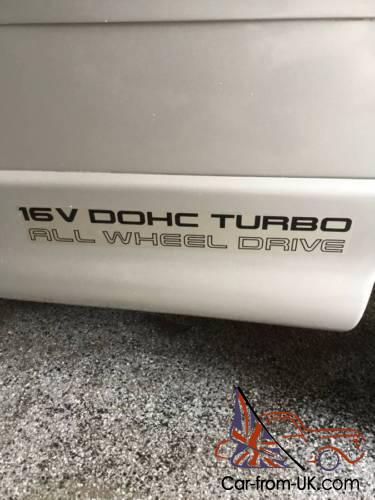 16V DOHC TURBO
ALL WHEEL DRIVE
Car-from-UK.com